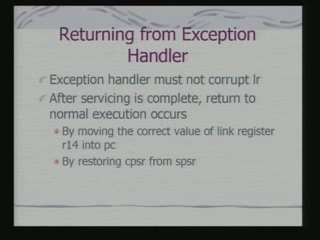 Returning from Exception
Handler
Exception handler must not corrupt lr
After servicing is complete, return to
normal execution occurs
By moving the correct value of link register
r14 into pc
By restoring cpsr from spsr